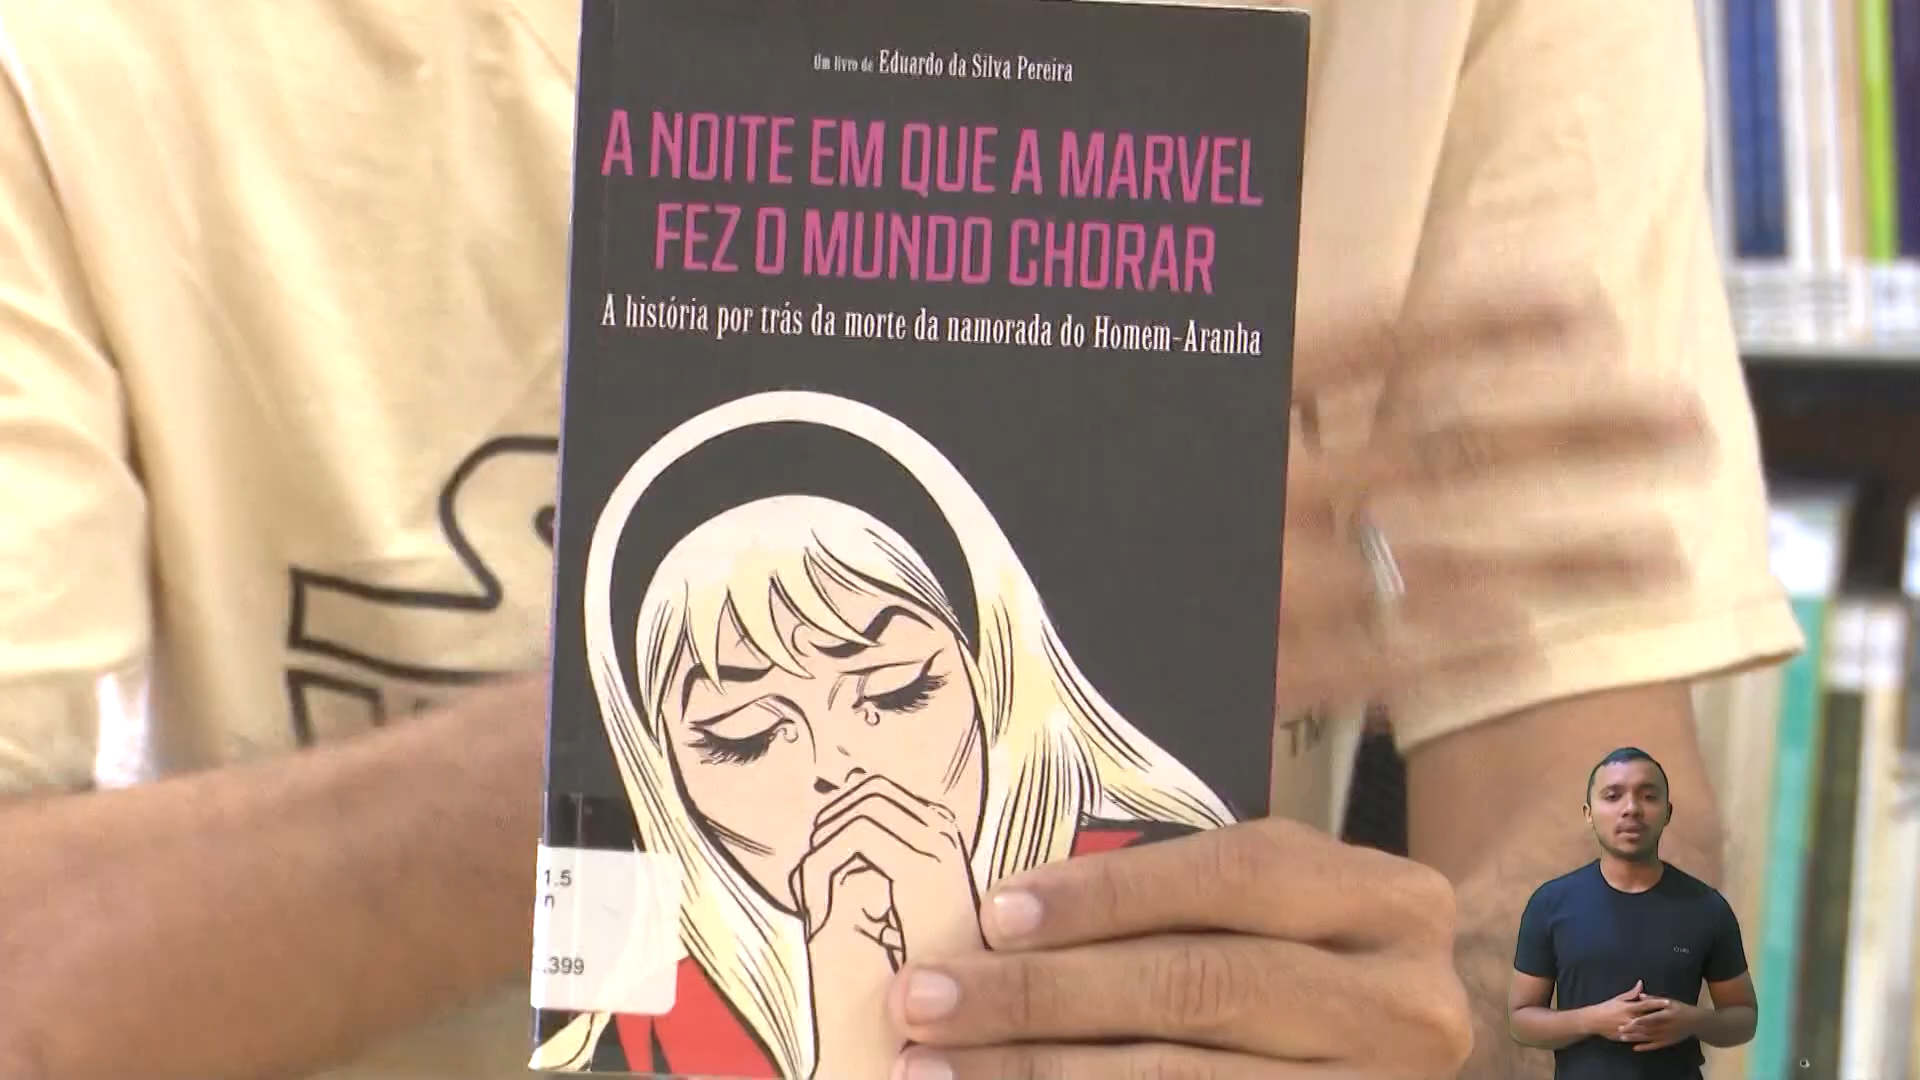 Um livro de Eduardo da Silva Pereira
A NOITE EM QUE A MARVEL
FEZ O MUNDO CHORAR
A história por trás da morte da namorada do Homem-Aranha
1.5
n
.399